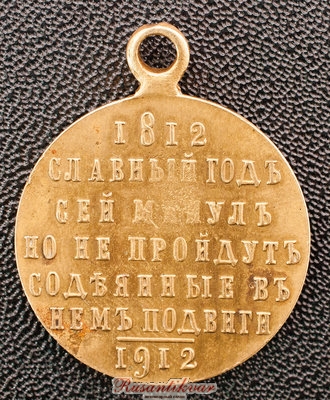 1812
СЛАВНЫЙ ГОДЪ
СЕЙ МИНУЛЪ
НО НЕ ПРОЙДУТЪ
СОДѢЯННЫЕ ВЪ
НЕМЪ ПОДВИГИ
1912
Rusantikvar